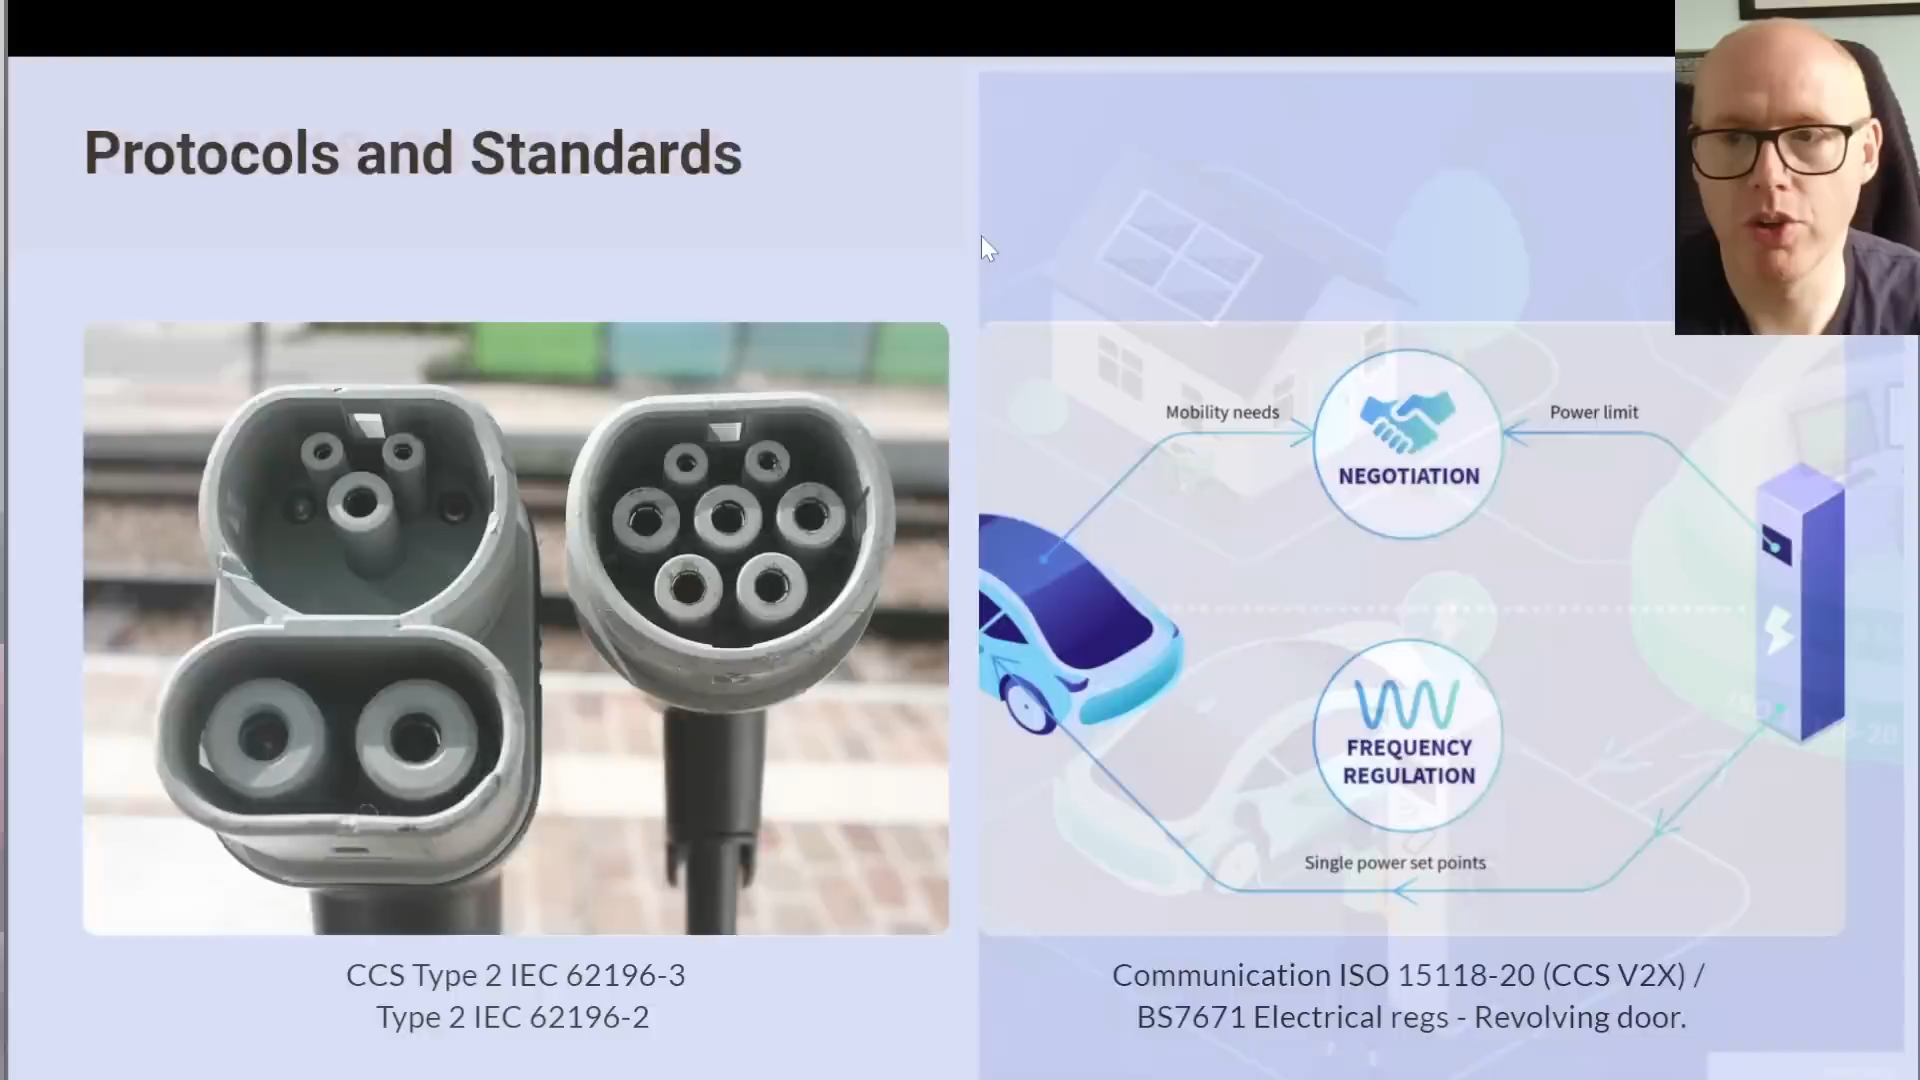 Protocols and Standards
Mobility needs
Power limit
NEGOTIATION
FREQUENCY
REGULATION
Single power set points
CCS Type 2 IEC 62196-3
Type 2 IEC 62196-2
Communication ISO 15118-20 (CCS V2X) /
BS7671 Electrical regs - Revolving door.